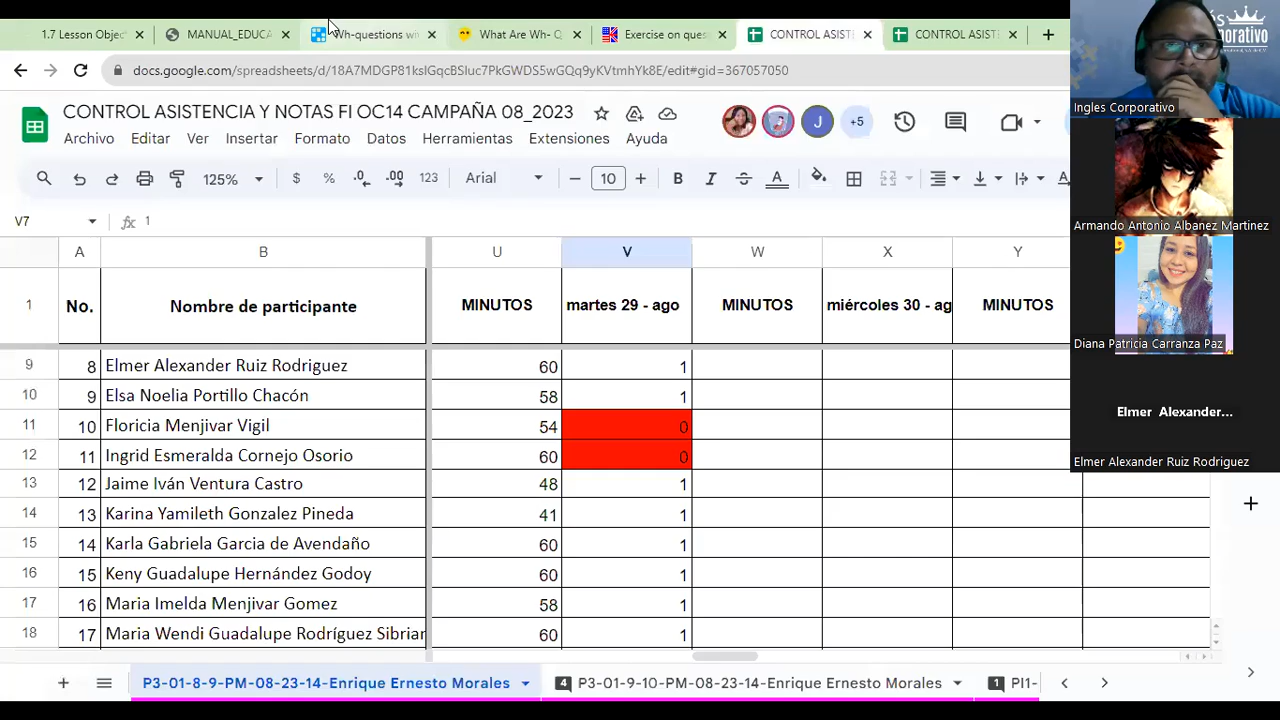 1.7 Lesson Objec
MANUAL_EDUCA
Wh-questions wi
What Are Wh- Q
Exercise on ques
CONTROL ASIST
CONTROL ASIST
docs.google.com/spreadsheets/d/18A7NDGP81kslGqcBSluc7PkGWDS5wGQq9yKVtmhYk8E/edit#gid=367057050
CONTROL ASISTENCIA Y NOTAS FI OC14 CAMPAÑA 08_2023
J +5
Archivo Editar Ver Insertar Formato Datos Herramientas Extensiones Ayuda
125% $ % .0 .00 123 Arial 10 B I A
V7 fx 1
A B U V W X Y
1 No. Nombre de participante MINUTOS martes 29 - ago MINUTOS miércoles 30 - ag MINUTOS
9 8 Elmer Alexander Ruiz Rodriguez 60 1
10 9 Elsa Noelia Portillo Chacón 58 1
11 10 Floricia Menjivar Vigil 54 0
12 11 Ingrid Esmeralda Cornejo Osorio 60 0
13 12 Jaime Iván Ventura Castro 48 1
14 13 Karina Yamileth Gonzalez Pineda 41 1
15 14 Karla Gabriela Garcia de Avendaño 60 1
16 15 Keny Guadalupe Hernández Godoy 60 1
17 16 Maria Imelda Menjivar Gomez 58 1
18 17 Maria Wendi Guadalupe Rodríguez Sibrian 60 1
P3-01-8-9-PM-08-23-14-Enrique Ernesto Morales
4 P3-01-9-10-PM-08-23-14-Enrique Ernesto Morales
1 PI1-
és
orporativo
Ingles Corporativo
Armando Antonio Albanez Martinez
Diana Patricia Carranza Paz
Elmer Alexander...
Elmer Alexander Ruiz Rodriguez